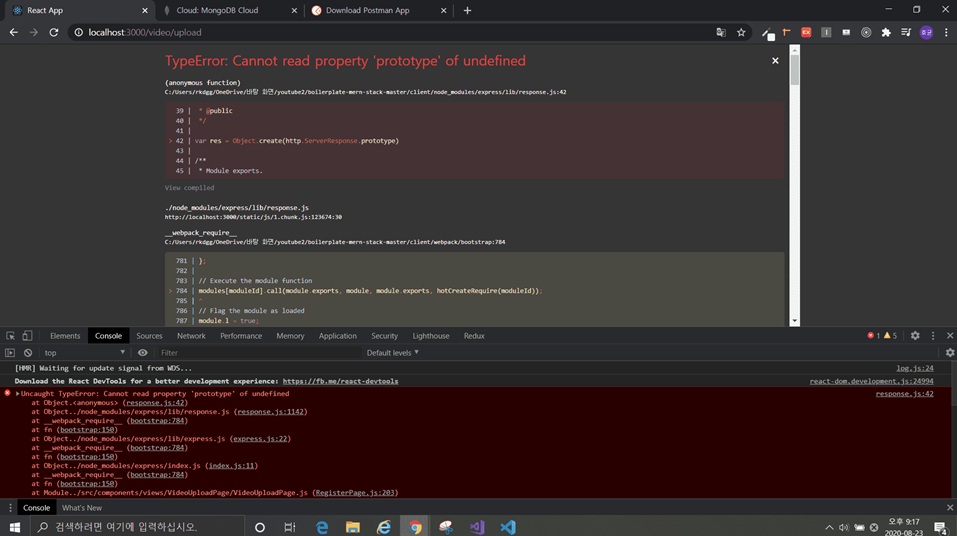 React App
Cloud: MongoDB Cloud
Download Postman App
localhost:3000/video/upload
TypeError: Cannot read property 'prototype' of undefined
(anonymous function)
C:/Users/rkdgg/OneDrive/바탕 화면/youtube2/boilerplate-mern-stack-master/client/node_modules/express/lib/response.js:42
39 | * @public
40 | */
41 |
> 42 | var res = Object.create(http.ServerResponse.prototype)
43 |
44 | /**
45 | * Module exports.
View compiled
./node_modules/express/lib/response.js
http://localhost:3000/static/js/1.chunk.js:123674:30
__webpack_require__
C:/Users/rkdgg/OneDrive/바탕 화면/youtube2/boilerplate-mern-stack-master/client/webpack/bootstrap:784
781 | };
782 |
783 | // Execute the module function
> 784 | modules[moduleId].call(module.exports, module, module.exports, hotCreateRequire(moduleId));
785 | ^
786 | // Flag the module as loaded
787 | module.l = true;
Elements Console Sources Network Performance Memory Application Security Lighthouse Redux 1 5
top Filter Default levels
[HMR] Waiting for update signal from WDS... log.js:24
Download the React DevTools for a better development experience: https://fb.me/react-devtools react-dom.development.js:24994
Uncaught TypeError: Cannot read property 'prototype' of undefined response.js:42
at Object.<anonymous> (response.js:42)
at Object../node_modules/express/lib/response.js (response.js:1142)
at __webpack_require__ (bootstrap:784)
at fn (bootstrap:150)
at Object../node_modules/express/lib/express.js (express.js:22)
at __webpack_require__ (bootstrap:784)
at fn (bootstrap:150)
at Object../node_modules/express/index.js (index.js:11)
at __webpack_require__ (bootstrap:784)
at fn (bootstrap:150)
at Module../src/components/views/VideoUploadPage/VideoUploadPage.js (RegisterPage.js:203)
Console What's New
검색하려면 여기에 입력하십시오.
오후 9:17
2020-08-23
4